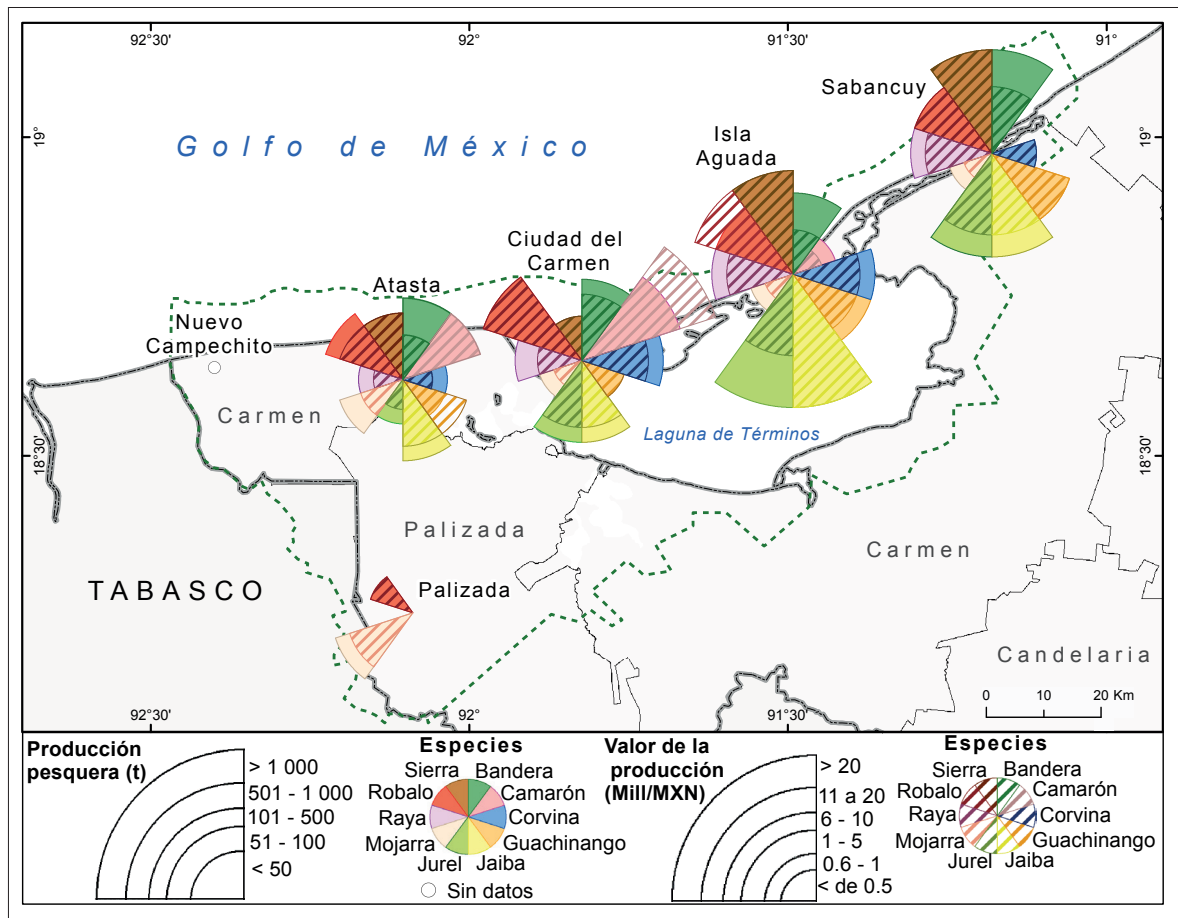 92°30'
92°
91°30'
91°
Sabancuy
19°
19°
Golfo de México
Isla
Aguada
Ciudad del
Carmen
Atasta
Nuevo
Campechito
Carmen
Laguna de Términos
18°30'
18°30'
Palizada
Carmen
TABASCO
Palizada
Candelaria
0 10 20 Km
92°30'
92°
91°30'
91°
Producción
pesquera (t)
> 1 000
501 - 1 000
101 - 500
51 - 100
< 50
Especies
Sierra Bandera
Robalo Camarón
Raya Corvina
Mojarra Guachinango
Jurel Jaiba
Sin datos
Valor de la
producción
(Mill/MXN)
> 20
11 a 20
6 - 10
1 - 5
0.6 - 1
< de 0.5
Especies
Sierra Bandera
Robalo Camarón
Raya Corvina
Mojarra Guachinango
Jurel Jaiba